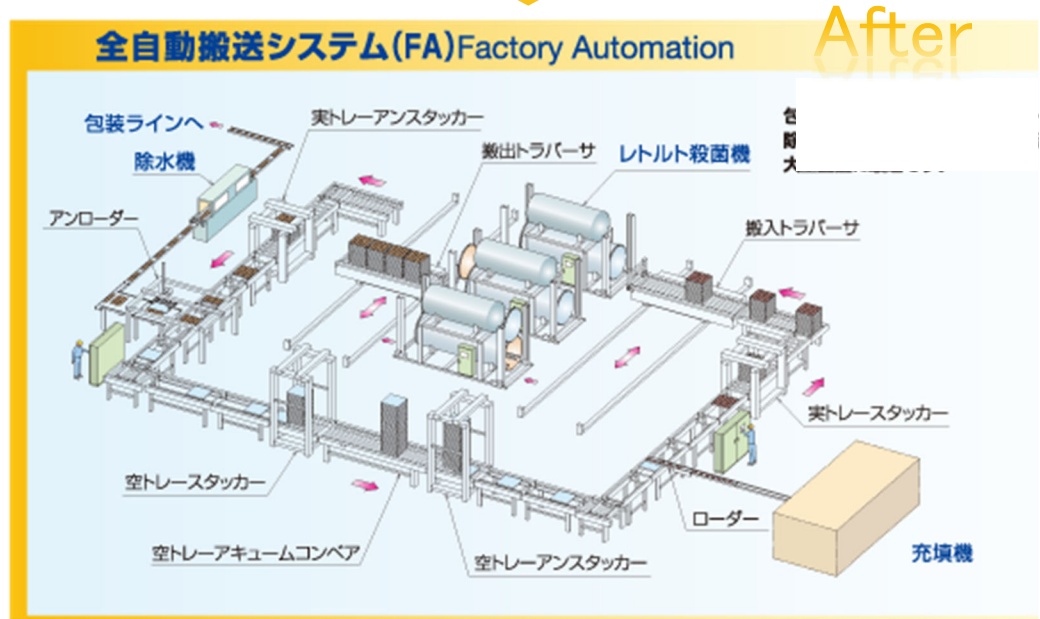 After
全自動搬送システム(FA)Factory Automation
包装ラインへ
実トレーアンスタッカー
除水機
搬出トラバーサ
レトルト殺菌機
アンローダー
搬入トラバーサ
実トレースタッカー
空トレースタッカー
ローダー
空トレーアキュームコンベア
空トレーアンスタッカー
充填機